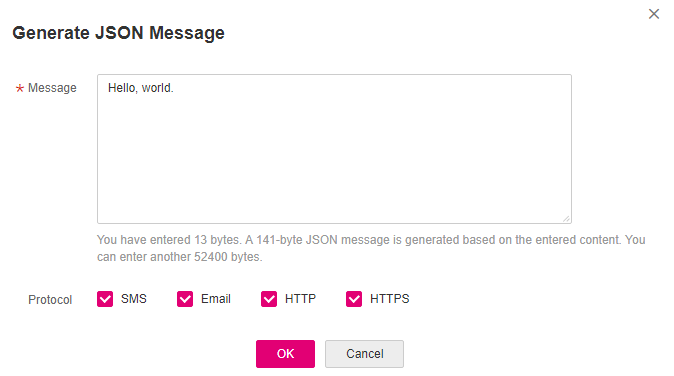 Generate JSON Message
* Message
Hello, world.
You have entered 13 bytes. A 141-byte JSON message is generated based on the entered content. You
can enter another 52400 bytes.
Protocol SMS Email HTTP HTTPS
OK Cancel